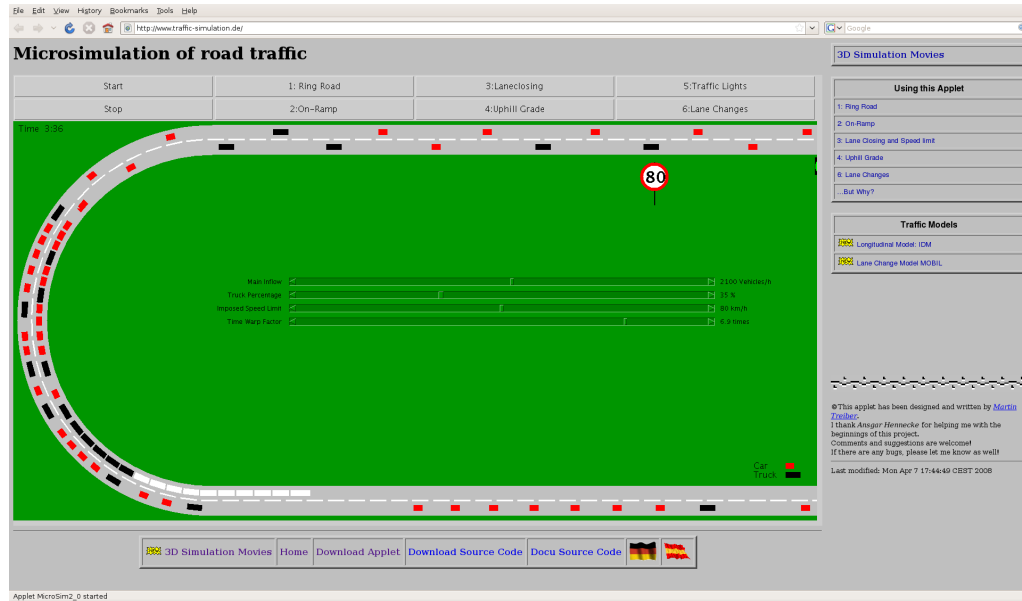 File Edit View History Bookmarks Tools Help
http://www.traffic-simulation.de/
Google
Microsimulation of road traffic
Start 1: Ring Road 3:Laneclosing 5:Traffic Lights
Stop 2:On-Ramp 4:Uphill Grade 6:Lane Changes
Time 3:36
80
Main Inflow 2100 Vehicles/h
Truck Percentage 35 %
Imposed Speed Limit 80 km/h
Time Warp Factor 6.9 times
Car
Truck
3D Simulation Movies Home Download Applet Download Source Code Docu Source Code
3D Simulation Movies
Using this Applet
1: Ring Road
2: On-Ramp
3: Lane Closing and Speed limit
4: Uphill Grade
6: Lane Changes
...But Why?
Traffic Models
Longitudinal Model: IDM
Lane Change Model MOBIL
©This applet has been designed and written by Martin
Treiber.
I thank Ansgar Hennecke for helping me with the
beginnings of this project.
Comments and suggestions are welcome!
If there are any bugs, please let me know as well!
Last modified: Mon Apr 7 17:44:49 CEST 2008
Applet MicroSim2_0 started